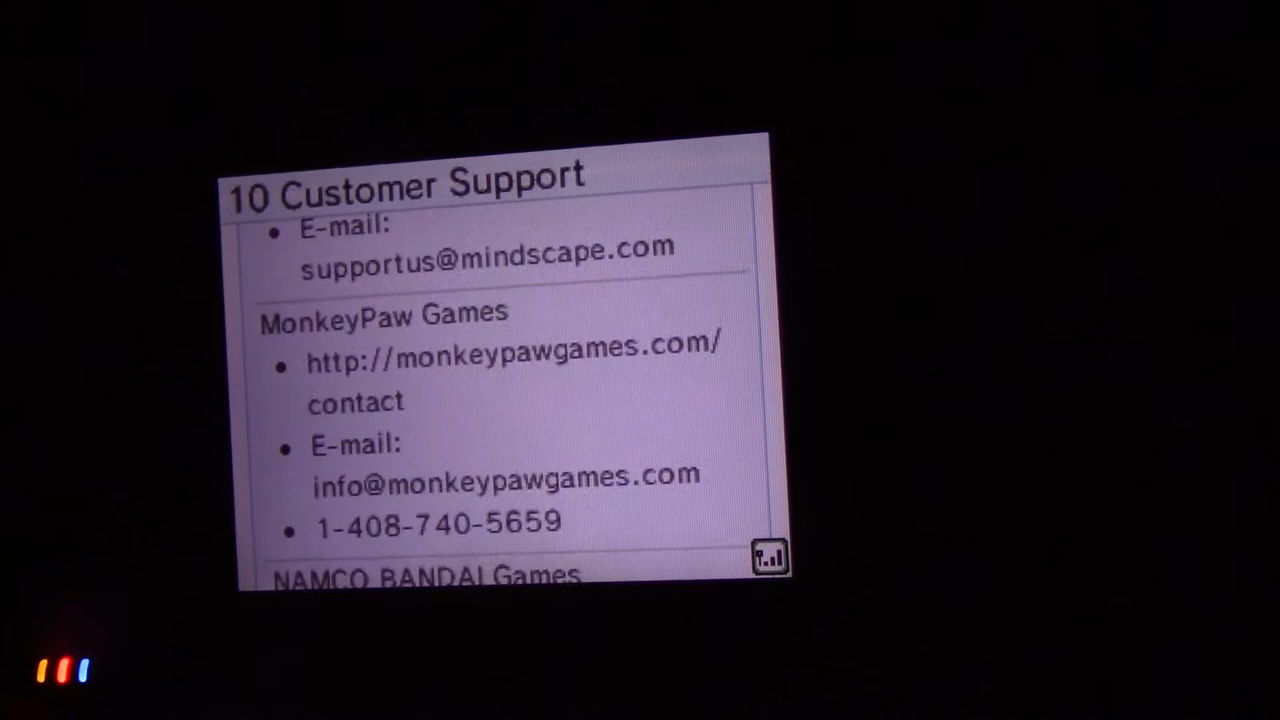 10 Customer Support
• E-mail:
supportus@mindscape.com
MonkeyPaw Games
• http://monkeypawgames.com/
contact
• E-mail:
info@monkeypawgames.com
• 1-408-740-5659
NAMCO BANDAI Games